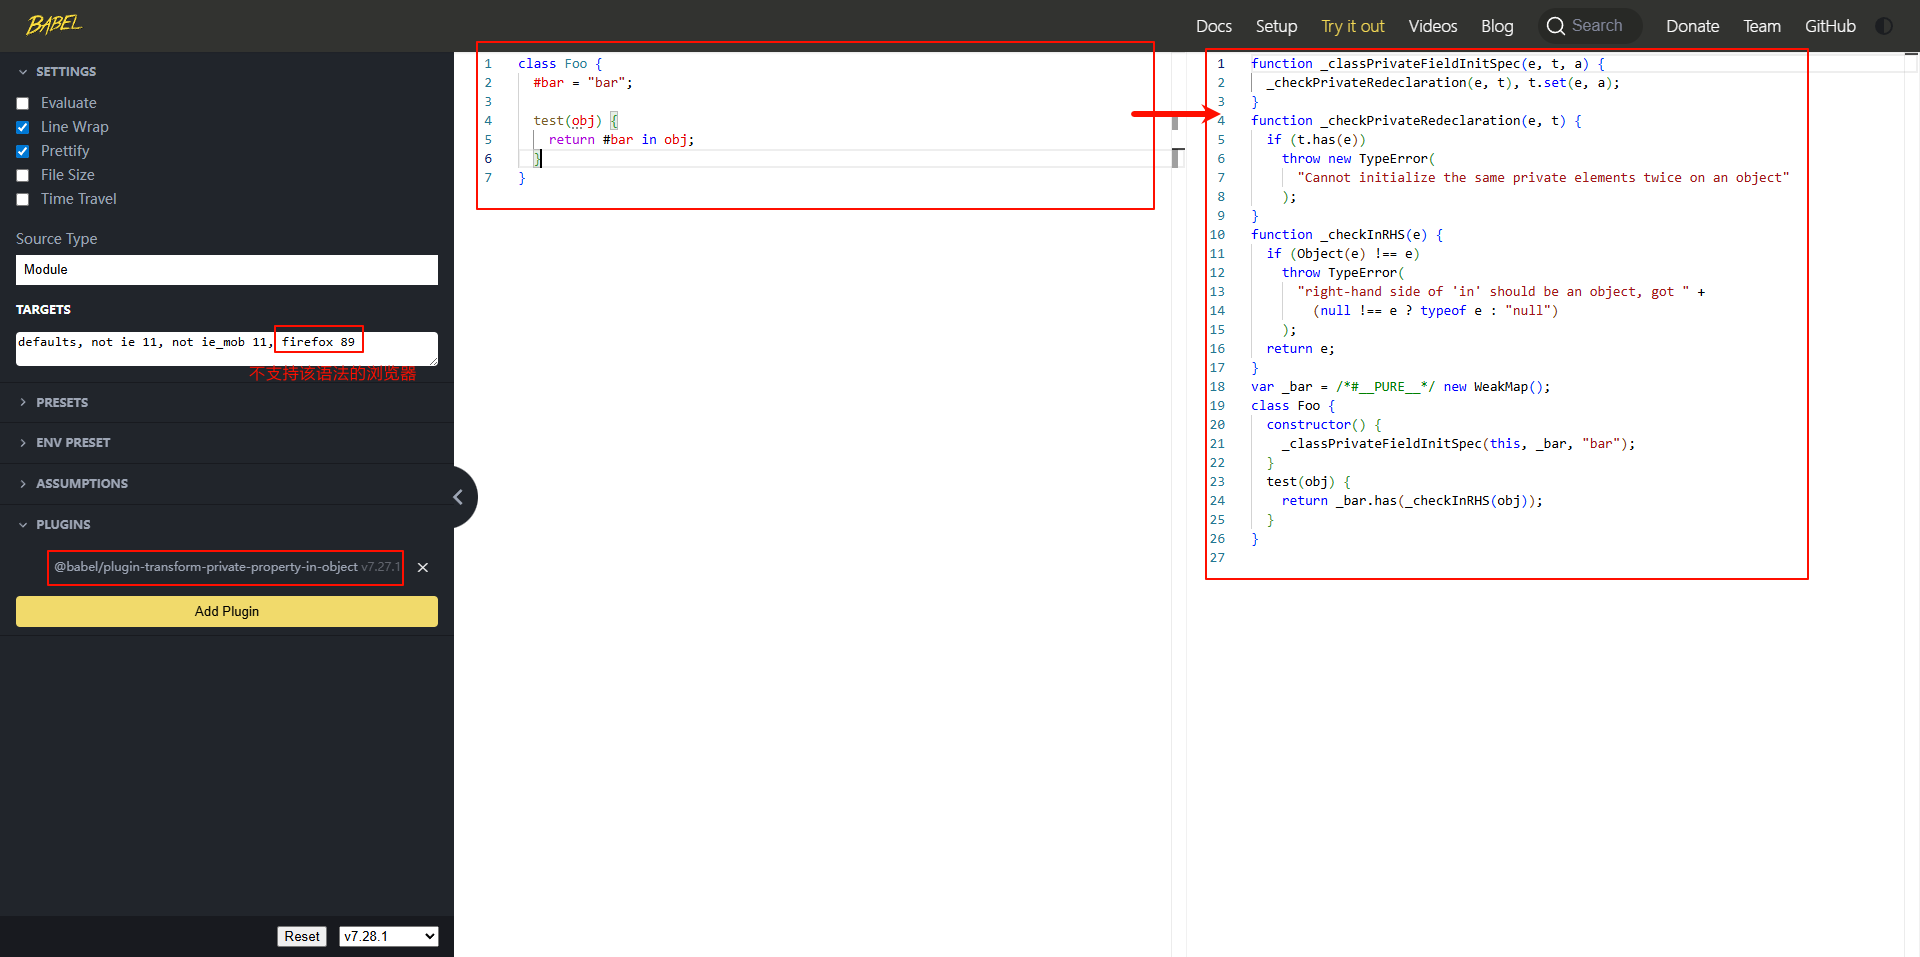 BABEL
Docs Setup Try it out Videos Blog Search Donate Team GitHub
SETTINGS
Evaluate
Line Wrap
Prettify
File Size
Time Travel
Source Type
Module
TARGETS
defaults, not ie 11, not ie_mob 11, firefox 89
不支持该语法的浏览器
PRESETS
ENV PRESET
ASSUMPTIONS
PLUGINS
@babel/plugin-transform-private-property-in-object v7.27.1
Add Plugin
Reset v7.28.1
1 class Foo {
2   #bar = "bar";
3
4   test(obj) {
5     return #bar in obj;
6   }
7 }
1 function _classPrivateFieldInitSpec(e, t, a) {
2   _checkPrivateRedeclaration(e, t), t.set(e, a);
3 }
4 function _checkPrivateRedeclaration(e, t) {
5   if (t.has(e))
6     throw new TypeError(
7       "Cannot initialize the same private elements twice on an object"
8     );
9 }
10 function _checkInRHS(e) {
11   if (Object(e) !== e)
12     throw TypeError(
13       "right-hand side of 'in' should be an object, got " +
14         (null !== e ? typeof e : "null")
15     );
16   return e;
17 }
18 var _bar = /*#__PURE__*/ new WeakMap();
19 class Foo {
20   constructor() {
21     _classPrivateFieldInitSpec(this, _bar, "bar");
22   }
23   test(obj) {
24     return _bar.has(_checkInRHS(obj));
25   }
26 }
27